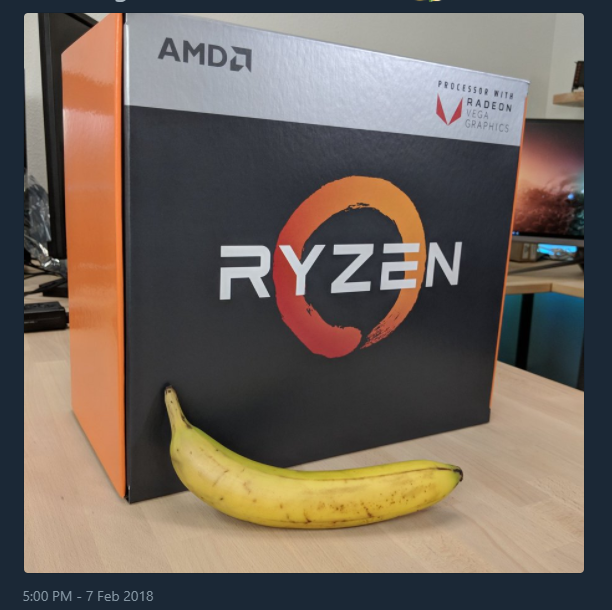 AMD
PROCESSOR WITH
RADEON
VEGA
GRAPHICS
RYZEN
5:00 PM - 7 Feb 2018